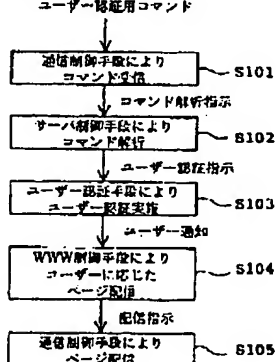 ユーザー認証用コマンド
通信制御手段により
コマンド受信
S101
コマンド解析指示
サーバ制御手段により
コマンド解析
S102
ユーザー認証指示
ユーザー認証手段により
ユーザー認証実施
S103
ユーザー通知
WWW制御手段により
ユーザーに応じた
ページ配信
S104
配信指示
通信制御手段により
ページ配信
S105